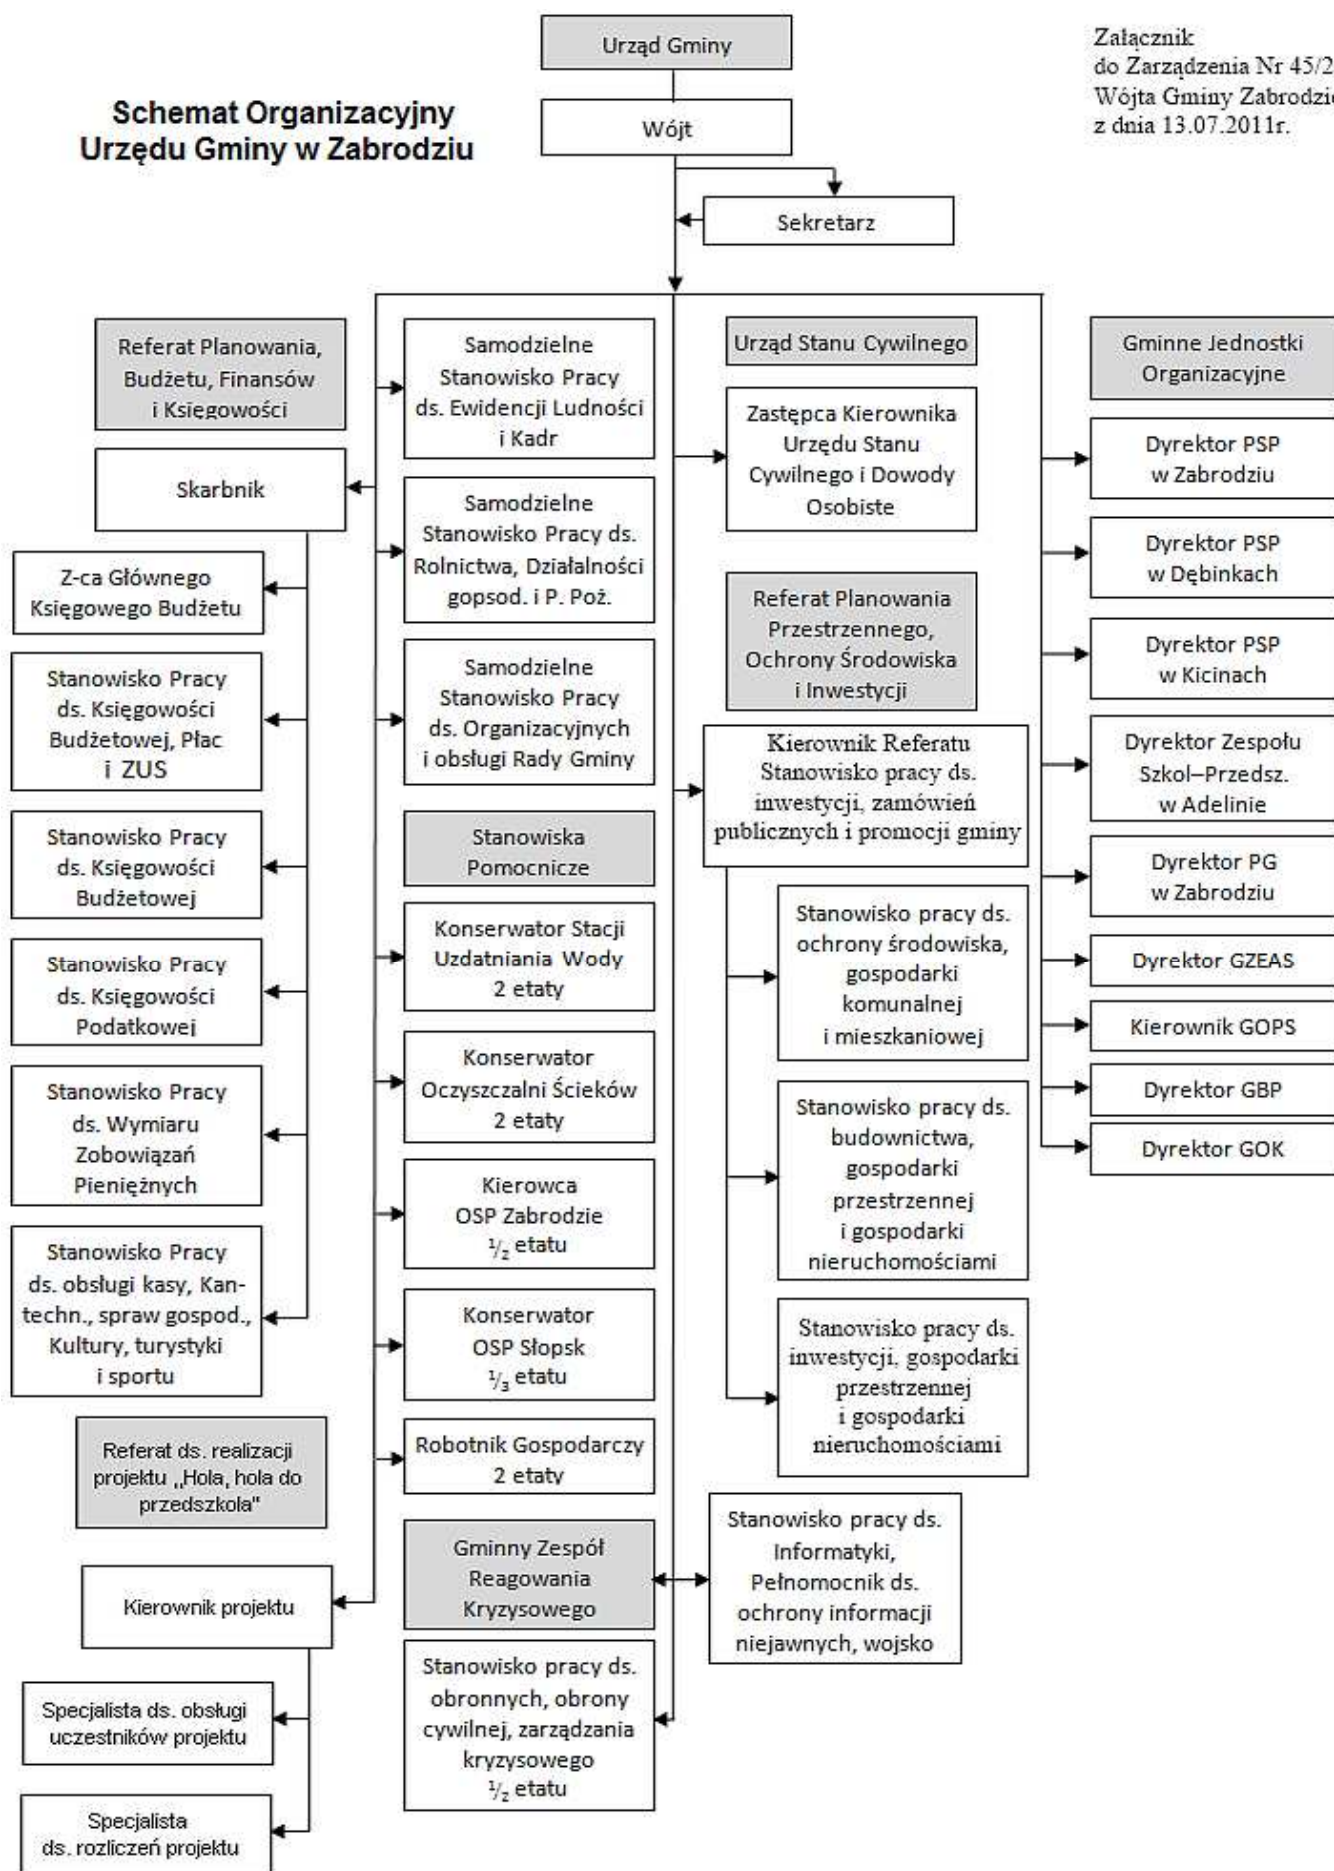 Urząd Gminy
Załącznik
do Zarządzenia Nr 45/2
Wójta Gminy Zabrodzie
z dnia 13.07.2011r.
Schemat Organizacyjny
Urzędu Gminy w Zabrodziu
Wójt
Sekretarz
Referat Planowania,
Budżetu, Finansów
i Księgowości
Skarbnik
Z-ca Głównego
Księgowego Budżetu
Stanowisko Pracy
ds. Księgowości
Budżetowej, Płac
i ZUS
Stanowisko Pracy
ds. Księgowości
Budżetowej
Stanowisko Pracy
ds. Księgowości
Podatkowej
Stanowisko Pracy
ds. Wymiaru
Zobowiązań
Pieniężnych
Stanowisko Pracy
ds. obsługi kasy, Kan-
techn., spraw gospod.,
Kultury, turystyki
i sportu
Referat ds. realizacji
projektu „Hola, hola do
przedszkola"
Kierownik projektu
Specjalista ds. obsługi
uczestników projektu
Specjalista
ds. rozliczeń projektu
Samodzielne
Stanowisko Pracy
ds. Ewidencji Ludności
i Kadr
Samodzielne
Stanowisko Pracy ds.
Rolnictwa, Działalności
gopsod. i P. Poż.
Samodzielne
Stanowisko Pracy
ds. Organizacyjnych
i obsługi Rady Gminy
Stanowiska
Pomocnicze
Konserwator Stacji
Uzdatniania Wody
2 etaty
Konserwator
Oczyszczalni Ścieków
2 etaty
Kierowca
OSP Zabrodzie
1/2 etatu
Konserwator
OSP Słopsk
1/3 etatu
Robotnik Gospodarczy
2 etaty
Gminny Zespół
Reagowania
Kryzysowego
Stanowisko pracy ds.
obronnych, obrony
cywilnej, zarządzania
kryzysowego
1/2 etatu
Urząd Stanu Cywilnego
Zastępca Kierownika
Urzędu Stanu
Cywilnego i Dowody
Osobiste
Referat Planowania
Przestrzennego,
Ochrony Środowiska
i Inwestycji
Kierownik Referatu
Stanowisko pracy ds.
inwestycji, zamówień
publicznych i promocji gminy
Stanowisko pracy ds.
ochrony środowiska,
gospodarki
komunalnej
i mieszkaniowej
Stanowisko pracy ds.
budownictwa,
gospodarki
przestrzennej
i gospodarki
nieruchomościami
Stanowisko pracy ds.
inwestycji, gospodarki
przestrzennej
i gospodarki
nieruchomościami
Stanowisko pracy ds.
Informatyki,
Pełnomocnik ds.
ochrony informacji
niejawnych, wojsko
Gminne Jednostki
Organizacyjne
Dyrektor PSP
w Zabrodziu
Dyrektor PSP
w Dębinkach
Dyrektor PSP
w Kicinach
Dyrektor Zespołu
Szkol–Przedsz.
w Adelinie
Dyrektor PG
w Zabrodziu
Dyrektor GZEAS
Kierownik GOPS
Dyrektor GBP
Dyrektor GOK